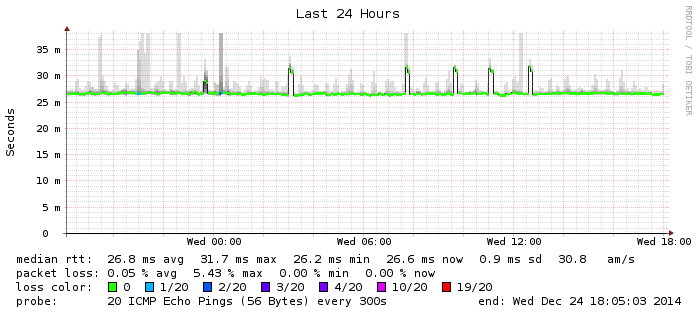 Last 24 Hours
RRDTOOL / TOBI OETIKER
Seconds
35 m
30 m
25 m
20 m
15 m
10 m
5 m
0
Wed 00:00 Wed 06:00 Wed 12:00 Wed 18:00
median rtt: 26.8 ms avg 31.7 ms max 26.2 ms min 26.6 ms now 0.9 ms sd 30.8 am/s
packet loss: 0.05 % avg 5.43 % max 0.00 % min 0.00 % now
loss color: 0 1/20 2/20 3/20 4/20 10/20 19/20
probe: 20 ICMP Echo Pings (56 Bytes) every 300s end: Wed Dec 24 18:05:03 2014